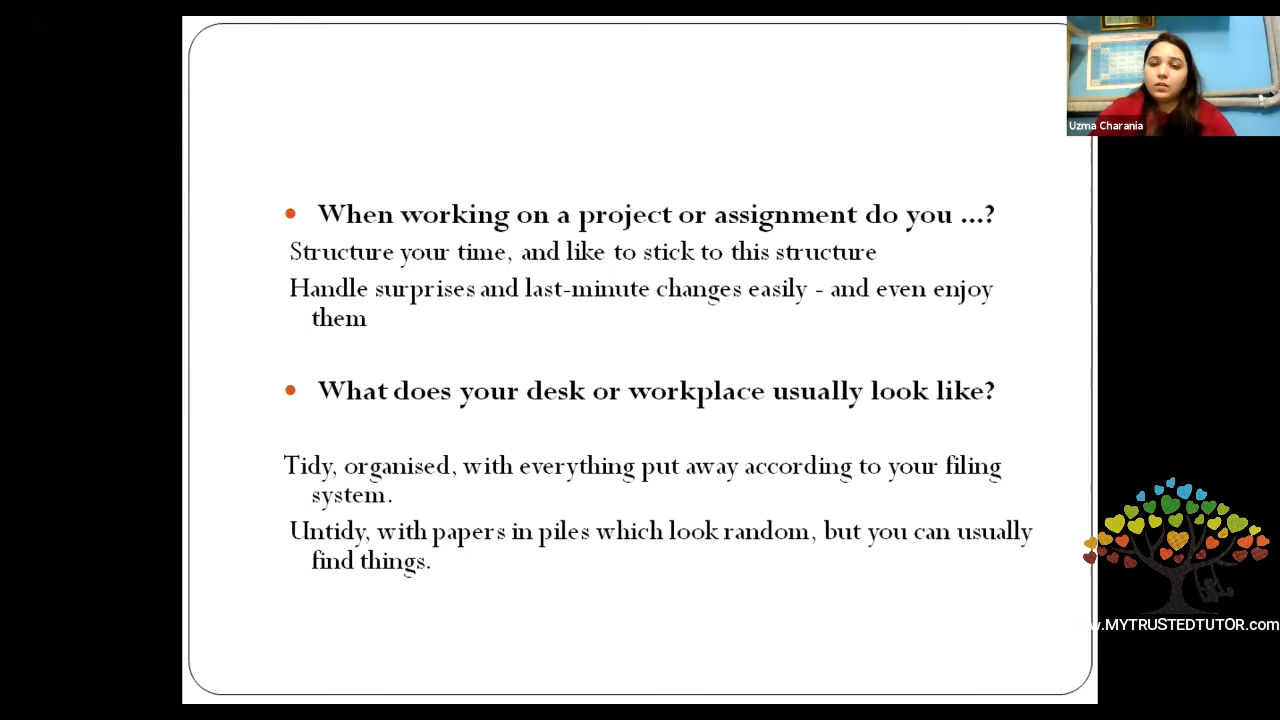 Uzma Charania
When working on a project or assignment do you ...?
Structure your time, and like to stick to this structure
Handle surprises and last-minute changes easily - and even enjoy
them
What does your desk or workplace usually look like?
Tidy, organised, with everything put away according to your filing
system.
Untidy, with papers in piles which look random, but you can usually
find things.
w.MYTRUSTEDTUTOR.com